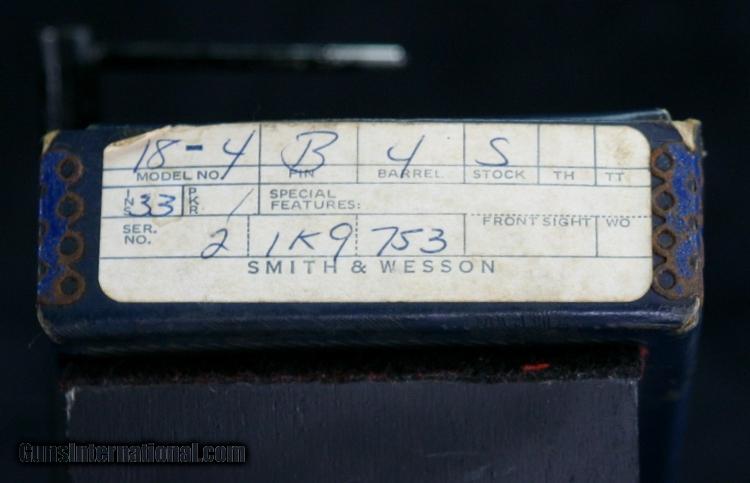 18-4 B 4 S
MODEL NO. FIN BARREL STOCK TH TT
INS 33 PKR / SPECIAL FEATURES:
SER. NO. 2 1K9 753 FRONT SIGHT WO
SMITH & WESSON
GunsInternational.com